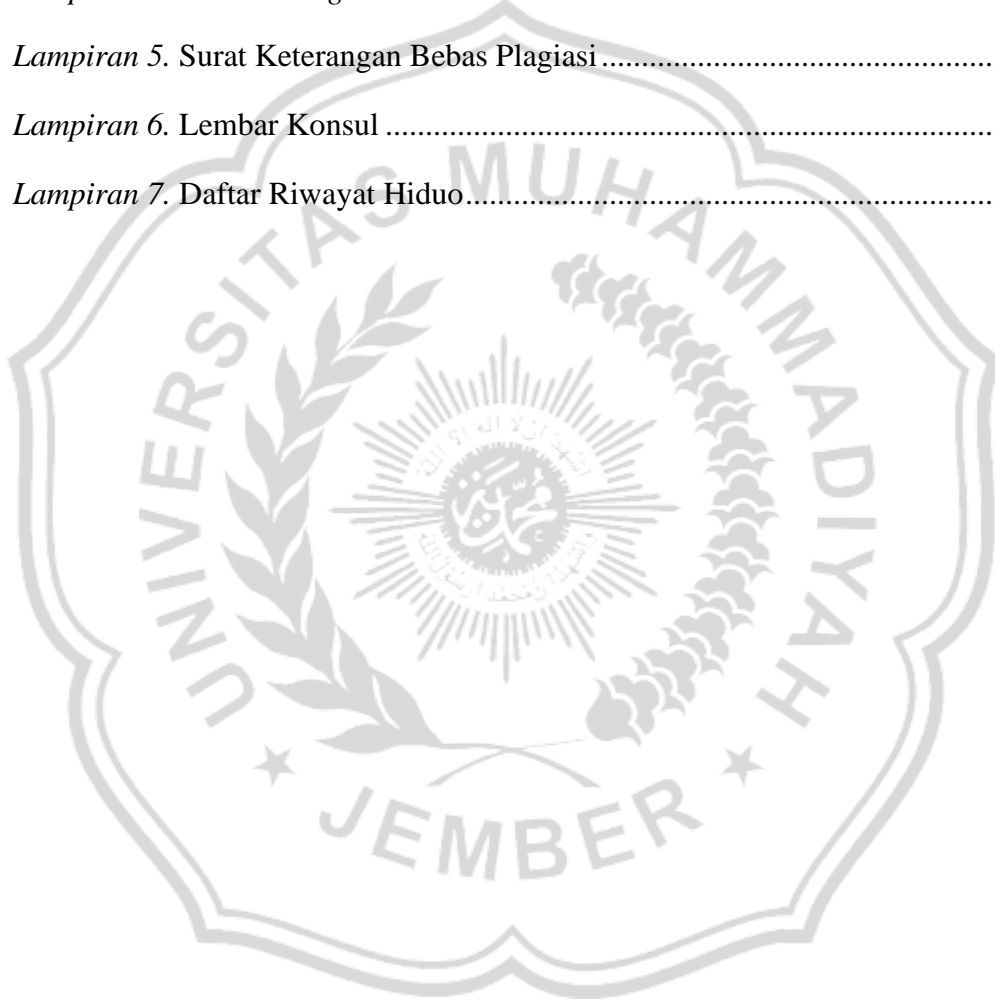 Lampiran 5. Surat Keterangan Bebas Plagiasi
Lampiran 6. Lembar Konsul
Lampiran 7. Daftar Riwayat Hiduo
UNIVERSITAS MUHAMMADIYAH
JEMBER